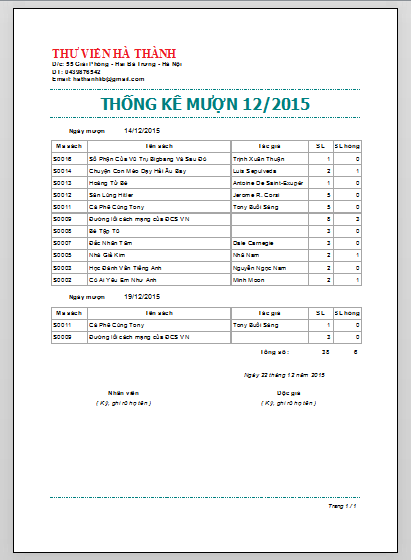 THƯ VIỆN HÀ THÀNH
Đ/c: 55 Giải Phóng - Hai Bà Trưng - Hà Nội
ĐT: 0439876542
Email: hathanhlib@gmail.com
THỐNG KÊ MƯỢN 12/2015
Ngày mượn 14/12/2015
Mã sách Tên sách Tác giả SL SL hỏng
S0016 Số Phận Của Vũ Trụ Bigbang Và Sau Đó Trịnh Xuân Thuận 1 0
S0014 Chuyện Con Mèo Dạy Hải Âu Bay Luis Sepulveda 2 1
S0013 Hoàng Tử Bé Antoine De Saint-Exupér 1 0
S0012 Săn Lùng Hitler Jerome R. Corsi 5 0
S0011 Cà Phê Cùng Tony Tony Buổi Sáng 5 0
S0009 Đường lối cách mạng của ĐCS VN 8 3
S0008 Bé Tập Tô 3 0
S0007 Đắc Nhân Tâm Dale Carnegie 3 0
S0005 Nhà Giả Kim Nhã Nam 2 1
S0003 Học Đánh Vần Tiếng Anh Nguyễn Ngọc Nam 2 0
S0002 Có Ai Yêu Em Như Anh Minh Moon 2 1
Ngày mượn 19/12/2015
Mã sách Tên sách Tác giả SL SL hỏng
S0011 Cà Phê Cùng Tony Tony Buổi Sáng 1 0
S0009 Đường lối cách mạng của ĐCS VN 3 0
Tổng số : 38 6
Ngày 22 tháng 12 năm 2015
Nhân viên Độc giả
( Ký, ghi rõ họ tên ) ( Ký, ghi rõ họ tên )
Trang 1 / 1